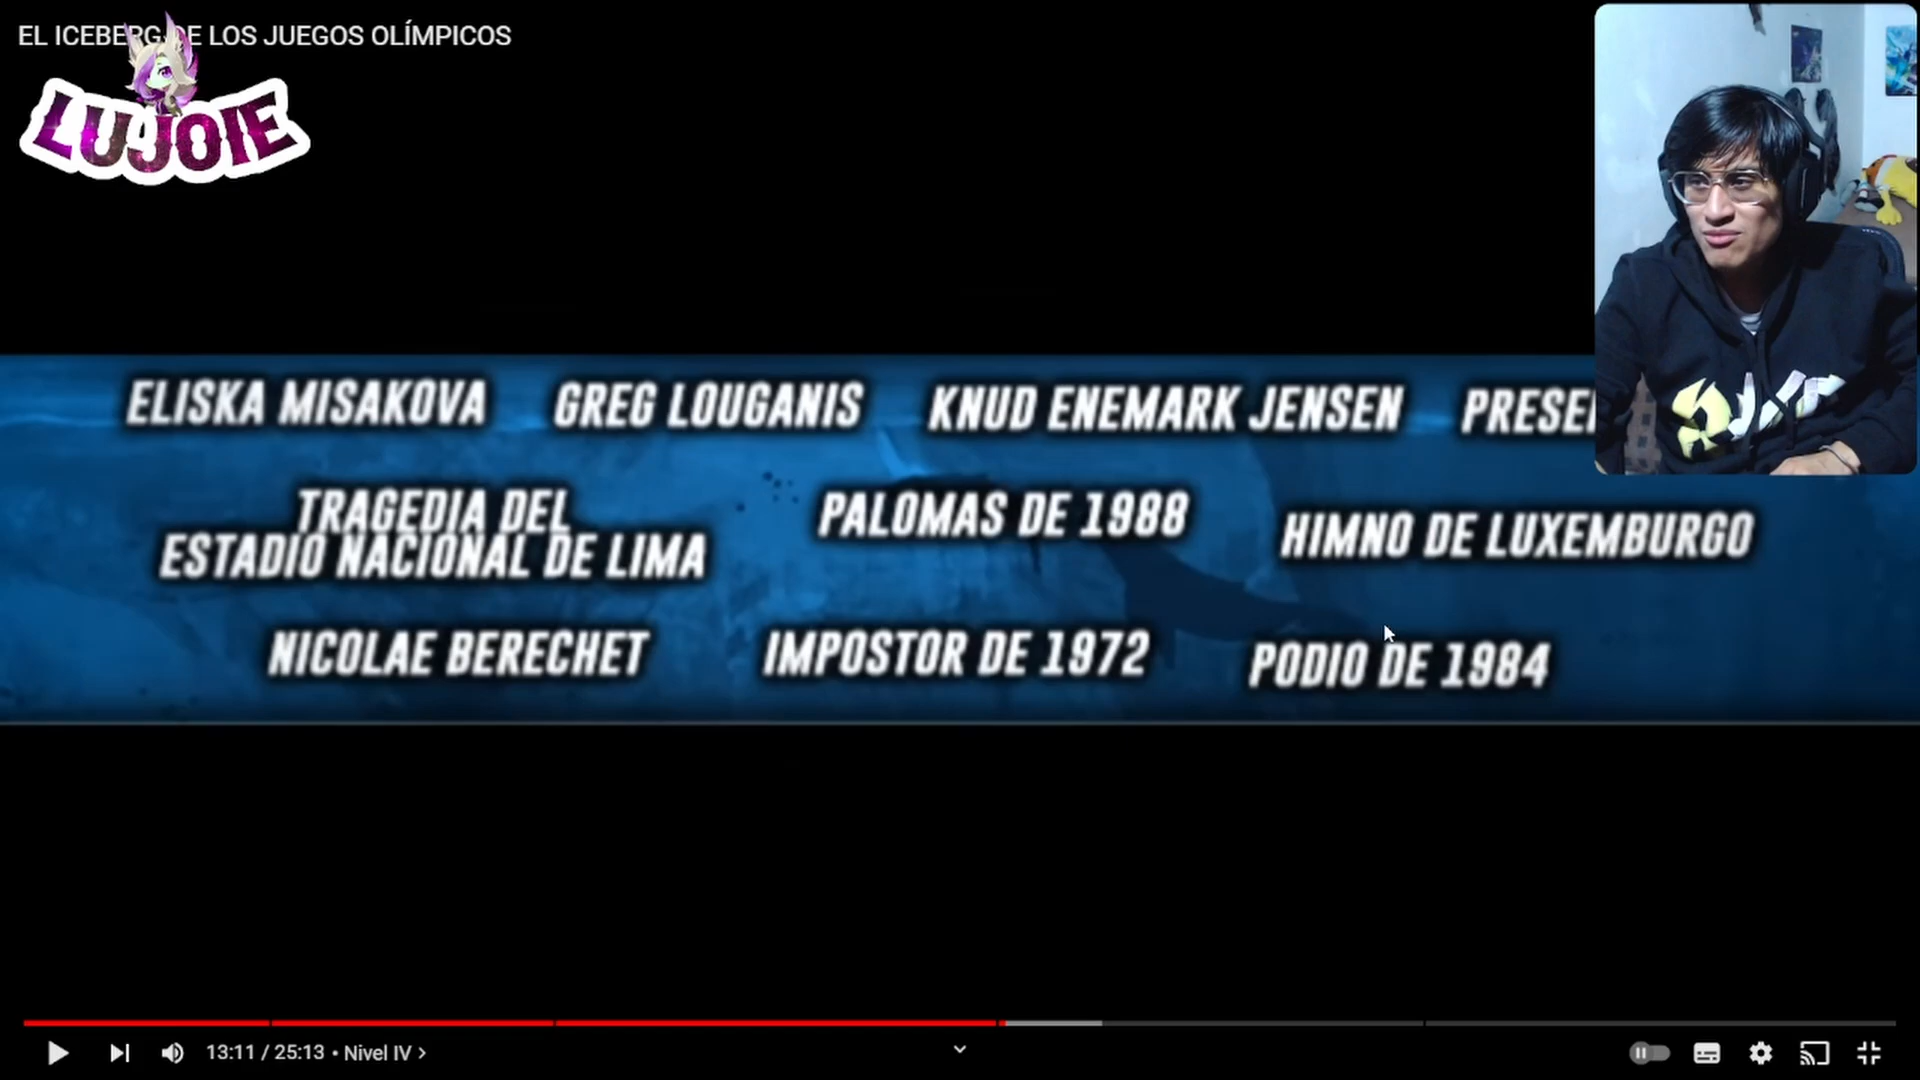 EL ICEBERG DE LOS JUEGOS OLÍMPICOS
LUJOIE
ELISKA MISAKOVA GREG LOUGANIS KNUD ENEMARK JENSEN
TRAGEDIA DEL
ESTADIO NACIONAL DE LIMA
PALOMAS DE 1988
HIMNO DE LUXEMBURGO
NICOLAE BERECHET IMPOSTOR DE 1972 PODIO DE 1984
13:11 / 25:13 • Nivel IV >